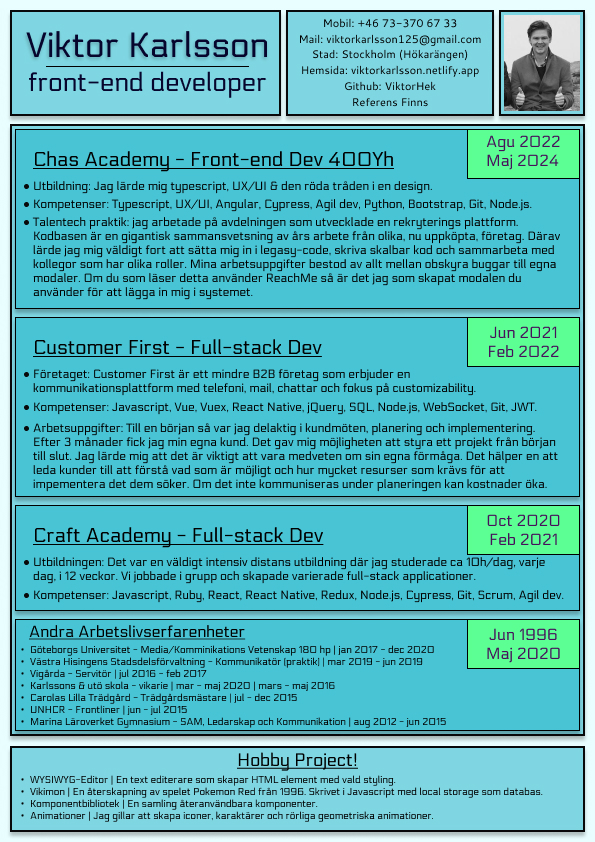 Viktor Karlsson
front-end developer
Mobil: +46 73-370 67 33
Mail: viktorkarlsson125@gmail.com
Stad: Stockholm (Hökarängen)
Hemsida: viktorkarlsson.netlify.app
Github: ViktorHek
Referens Finns
Chas Academy - Front-end Dev 400Yh
Agu 2022
Maj 2024
• Utbildning: Jag lärde mig typescript, UX/UI & den röda tråden i en design.
• Kompetenser: Typescript, UX/UI, Angular, Cypress, Agil dev, Python, Bootstrap, Git, Node.js.
• Talentech praktik: jag arbetade på avdelningen som utvecklade en rekryterings plattform.
Kodbasen är en gigantisk sammansvetsning av års arbete från olika, nu uppköpta, företag. Därav
lärde jag mig väldigt fort att sätta mig in i legasy-code, skriva skalbar kod och sammarbeta med
kollegor som har olika roller. Mina arbetsuppgifter bestod av allt mellan obskyra buggar till egna
modaler. Om du som läser detta använder ReachMe så är det jag som skapat modalen du
använder för att lägga in mig i systemet.
Customer First - Full-stack Dev
Jun 2021
Feb 2022
• Företaget: Customer First är ett mindre B2B företag som erbjuder en
kommunikationsplattform med telefoni, mail, chattar och fokus på customizability.
• Kompetenser: Javascript, Vue, Vuex, React Native, jQuery, SQL, Node.js, WebSocket, Git, JWT.
• Arbetsuppgifter: Till en början så var jag delaktig i kundmöten, planering och implementering.
Efter 3 månader fick jag min egna kund. Det gav mig möjligheten att styra ett projekt från början
till slut. Jag lärde mig att det är viktigt att vara medveten om sin egna förmåga. Det hälper en att
leda kunder till att förstå vad som är möjligt och hur mycket resurser som krävs för att
impementera det dem söker. Om det inte kommuniseras under planeringen kan kostnader öka.
Craft Academy - Full-stack Dev
Oct 2020
Feb 2021
• Utbildningen: Det var en väldigt intensiv distans utbildning där jag studerade ca 10h/dag, varje
dag, i 12 veckor. Vi jobbade i grupp och skapade varierade full-stack applicationer.
• Kompetenser: Javascript, Ruby, React, React Native, Redux, Node.js, Cypress, Git, Scrum, Agil dev.
Andra Arbetslivserfarenheter
Jun 1996
Maj 2020
• Göteborgs Universitet - Media/Komminikations Vetenskap 180 hp | jan 2017 - dec 2020
• Västra Hisingens Stadsdelsförvaltning - Kommunikatör (praktik) | mar 2019 - jun 2019
• Vigårda - Servitör | jul 2016 - feb 2017
• Karlssons & utö skola - vikarie | mar - maj 2020 | mars - maj 2016
• Carolas Lilla Trädgård - Trädgårdsmästare | jul - dec 2015
• UNHCR - Frontliner | jun - jul 2015
• Marina Läroverket Gymnasium - SAM, Ledarskap och Kommunikation | aug 2012 - jun 2015
Hobby Project!
• WYSIWYG-Editor | En text editerare som skapar HTML element med vald styling.
• Vikimon | En återskapning av spelet Pokemon Red från 1996. Skrivet i Javascript med local storage som databas.
• Komponentbibliotek | En samling återanvändbara komponenter.
• Animationer | Jag gillar att skapa iconer, karaktärer och rörliga geometriska animationer.